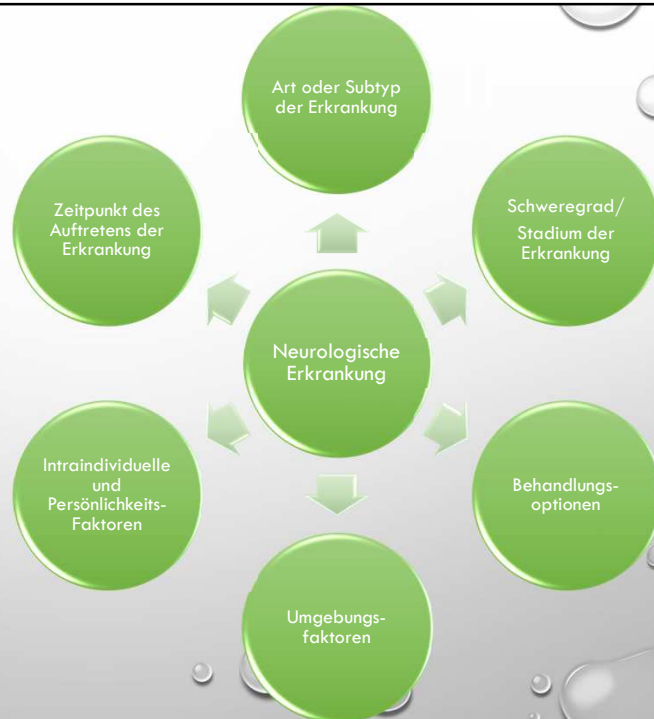 Art oder Subtyp
der Erkrankung
Zeitpunkt des
Auftretens der
Erkrankung
Schweregrad/
Stadium der
Erkrankung
Neurologische
Erkrankung
Intraindividuelle
und
Persönlichkeits-
Faktoren
Behandlungs-
optionen
Umgebungs-
faktoren